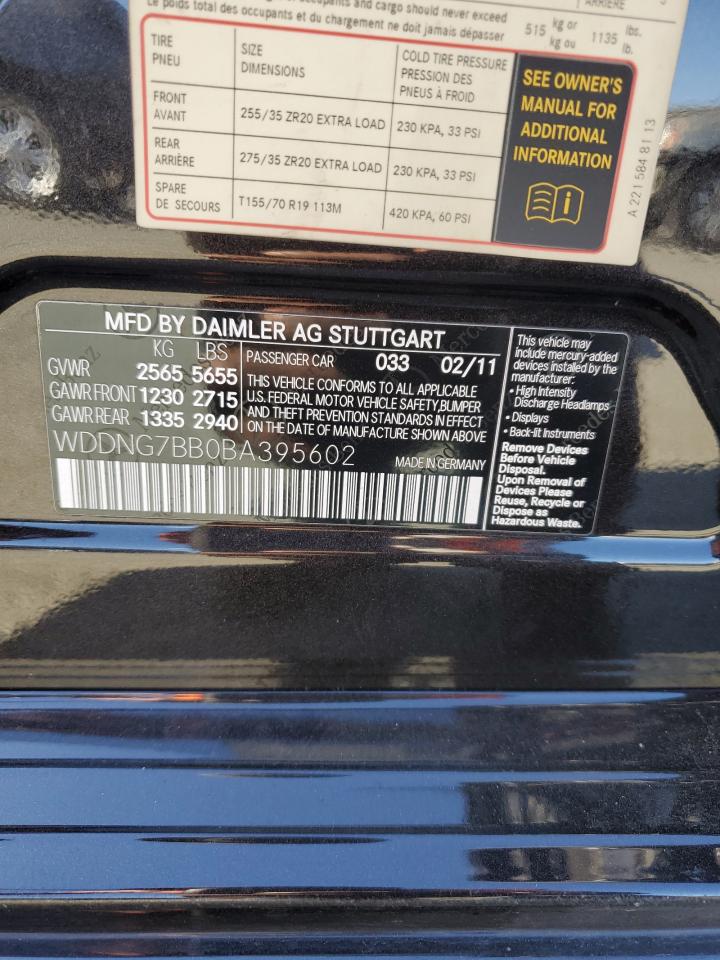 occupants and cargo should never exceed
Le poids total des occupants et du chargement ne doit jamais dépasser
515 kg or kg ou 1135 lbs. lb.
ARRIÈRE
TIRE PNEU
SIZE DIMENSIONS
COLD TIRE PRESSURE PRESSION DES PNEUS À FROID
FRONT AVANT
255/35 ZR20 EXTRA LOAD
230 KPA, 33 PSI
REAR ARRIÈRE
275/35 ZR20 EXTRA LOAD
230 KPA, 33 PSI
SPARE DE SECOURS
T155/70 R19 113M
420 KPA, 60 PSI
SEE OWNER'S
MANUAL FOR
ADDITIONAL
INFORMATION
A 221 584 81 13
MFD BY DAIMLER AG STUTTGART
KG LBS
GVWR 2565 5655
GAWR FRONT 1230 2715
GAWR REAR 1335 2940
PASSENGER CAR 033 02/11
THIS VEHICLE CONFORMS TO ALL APPLICABLE
U.S. FEDERAL MOTOR VEHICLE SAFETY,BUMPER
AND THEFT PREVENTION STANDARDS IN EFFECT
ON THE DATE OF MANUFACTURE SHOWN ABOVE
WDDNG7BB0BA395602
MADE IN GERMANY
This vehicle may
include mercury-added
devices installed by the
manufacturer:
• High Intensity
Discharge Headlamps
• Displays
• Back-lit Instruments
Remove Devices
Before Vehicle
Disposal.
Upon Removal of
Devices Please
Reuse, Recycle or
Dispose as
Hazardous Waste.